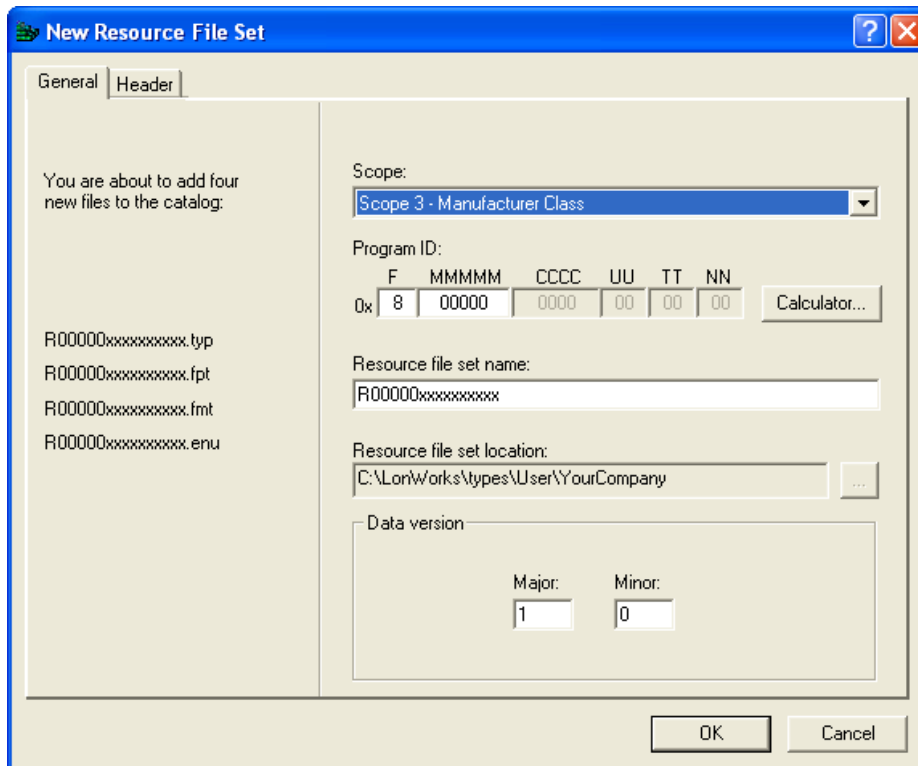 New Resource File Set
General Header
You are about to add four
new files to the catalog:
R00000xxxxxxxxxx.typ
R00000xxxxxxxxxx.fpt
R00000xxxxxxxxxx.fmt
R00000xxxxxxxxxx.enu
Scope:
Scope 3 - Manufacturer Class
Program ID:
F MMMMM CCCC UU TT NN
0x 8 00000 0000 00 00 00 Calculator...
Resource file set name:
R00000xxxxxxxxxx
Resource file set location:
C:\LonWorks\types\User\YourCompany ...
Data version
Major: Minor:
1 0
OK Cancel